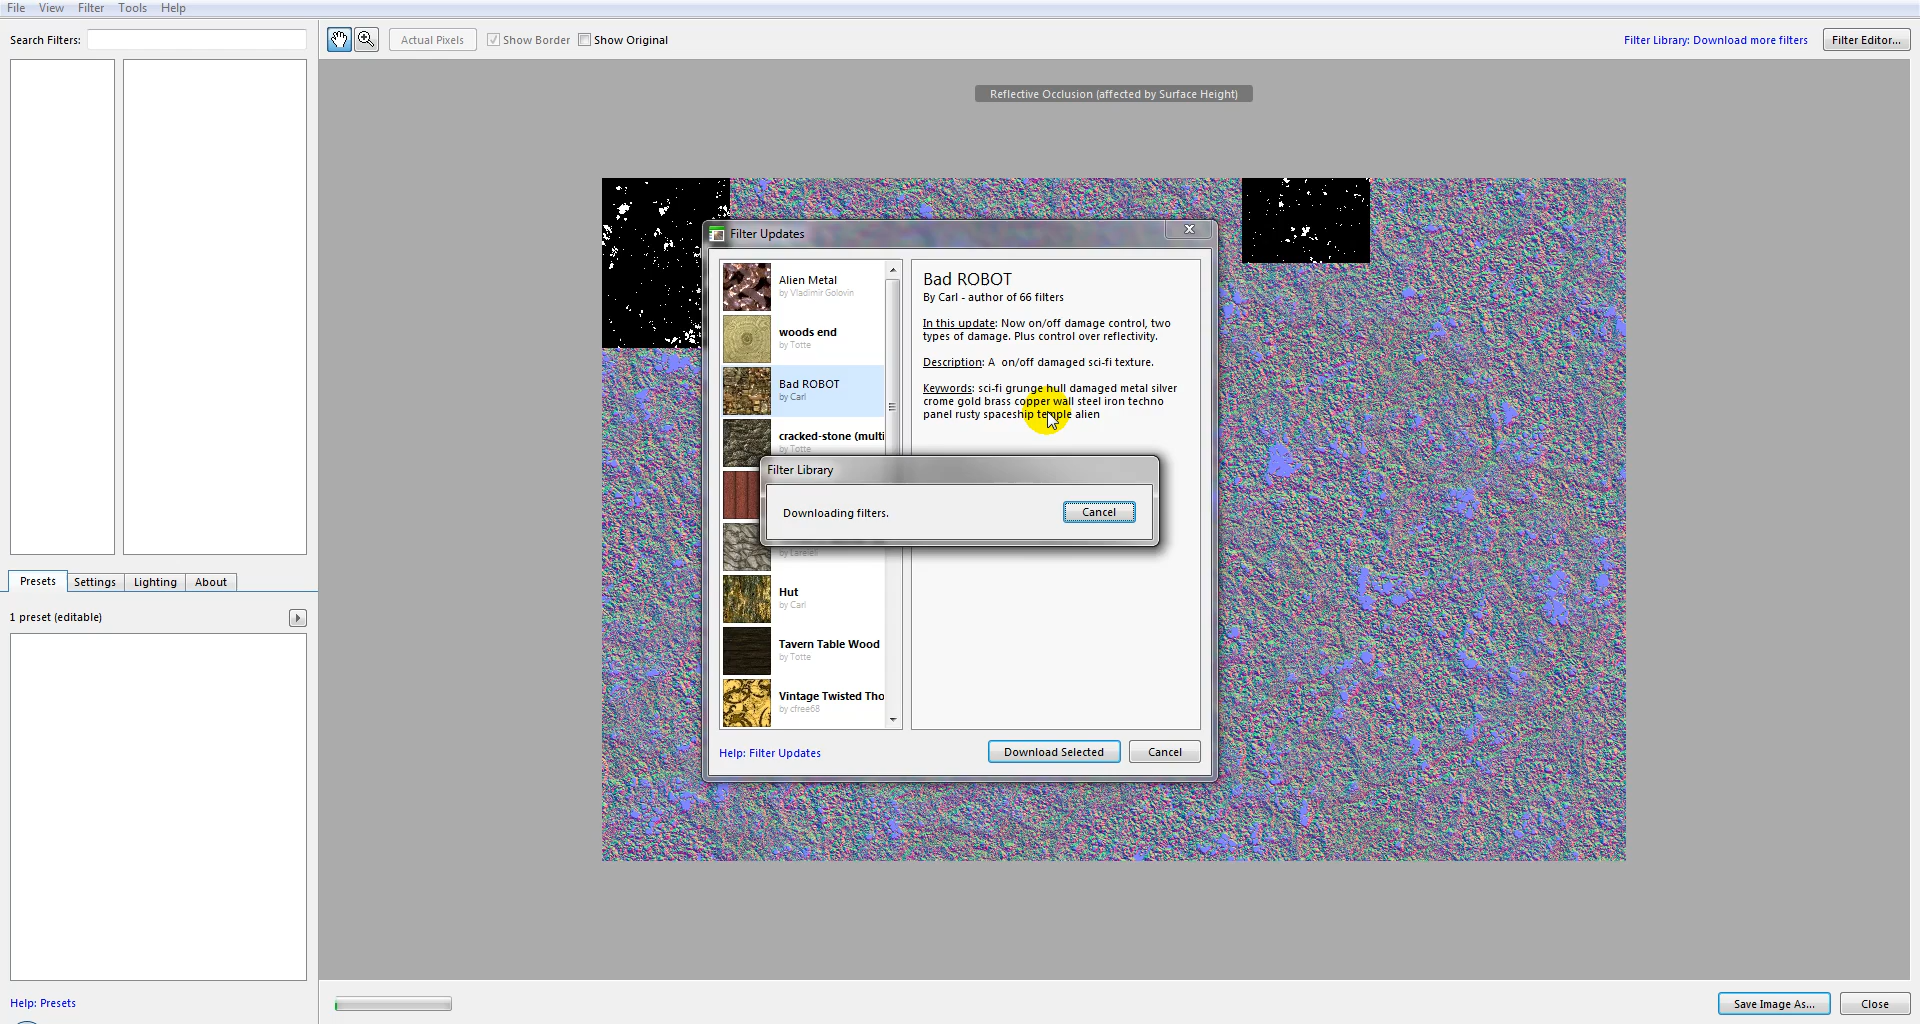 File View Filter Tools Help
Search Filters:
Actual Pixels Show Border Show Original
Filter Library: Download more filters Filter Editor...
Reflective Occlusion (affected by Surface Height)
Filter Updates
Alien Metal
by Vladimir Golovin
woods end
by Totte
Bad ROBOT
by Carl
cracked-stone (multi
by Totte
by Lareieli
Hut
by Carl
Tavern Table Wood
by Totte
Vintage Twisted Tho
by cfree68
Bad ROBOT
By Carl - author of 66 filters
In this update: Now on/off damage control, two
types of damage. Plus control over reflectivity.
Description: A on/off damaged sci-fi texture.
Keywords: sci-fi grunge hull damaged metal silver
crome gold brass copper wall steel iron techno
panel rusty spaceship temple alien
Filter Library
Downloading filters. Cancel
Help: Filter Updates Download Selected Cancel
Presets Settings Lighting About
1 preset (editable)
Help: Presets
Save Image As... Close